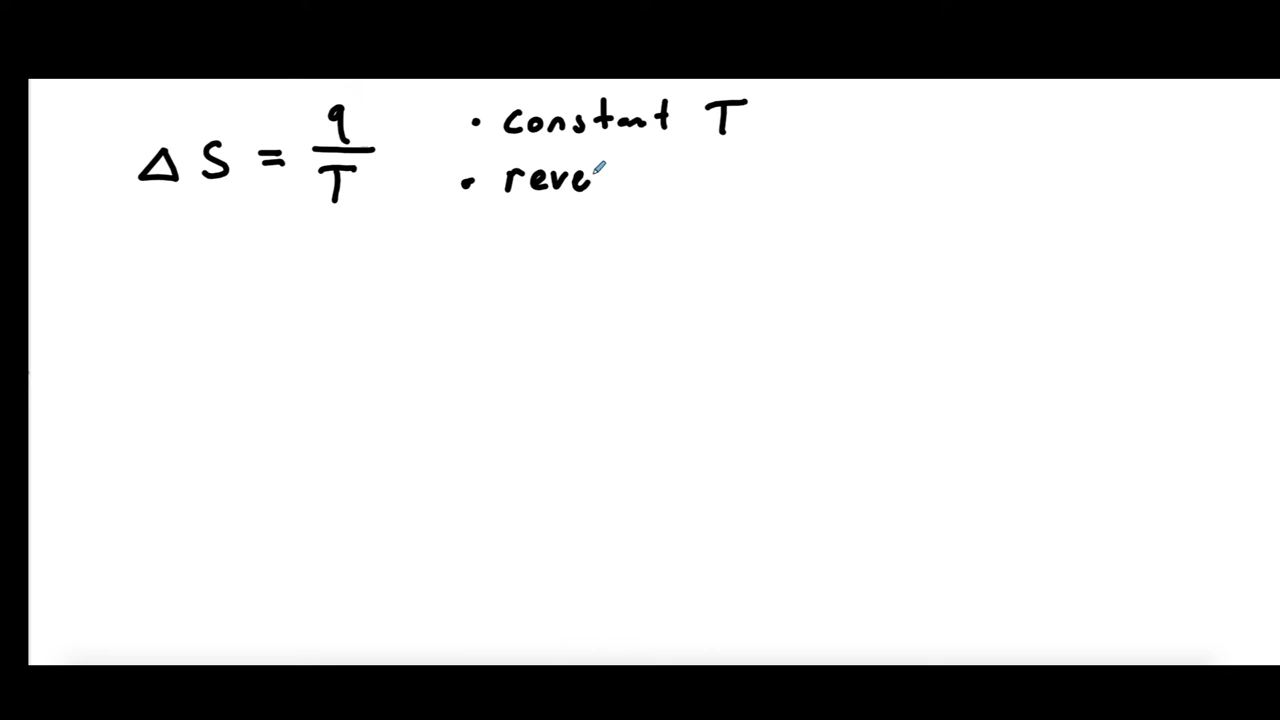 ΔS = q/T
• constant T
• reve